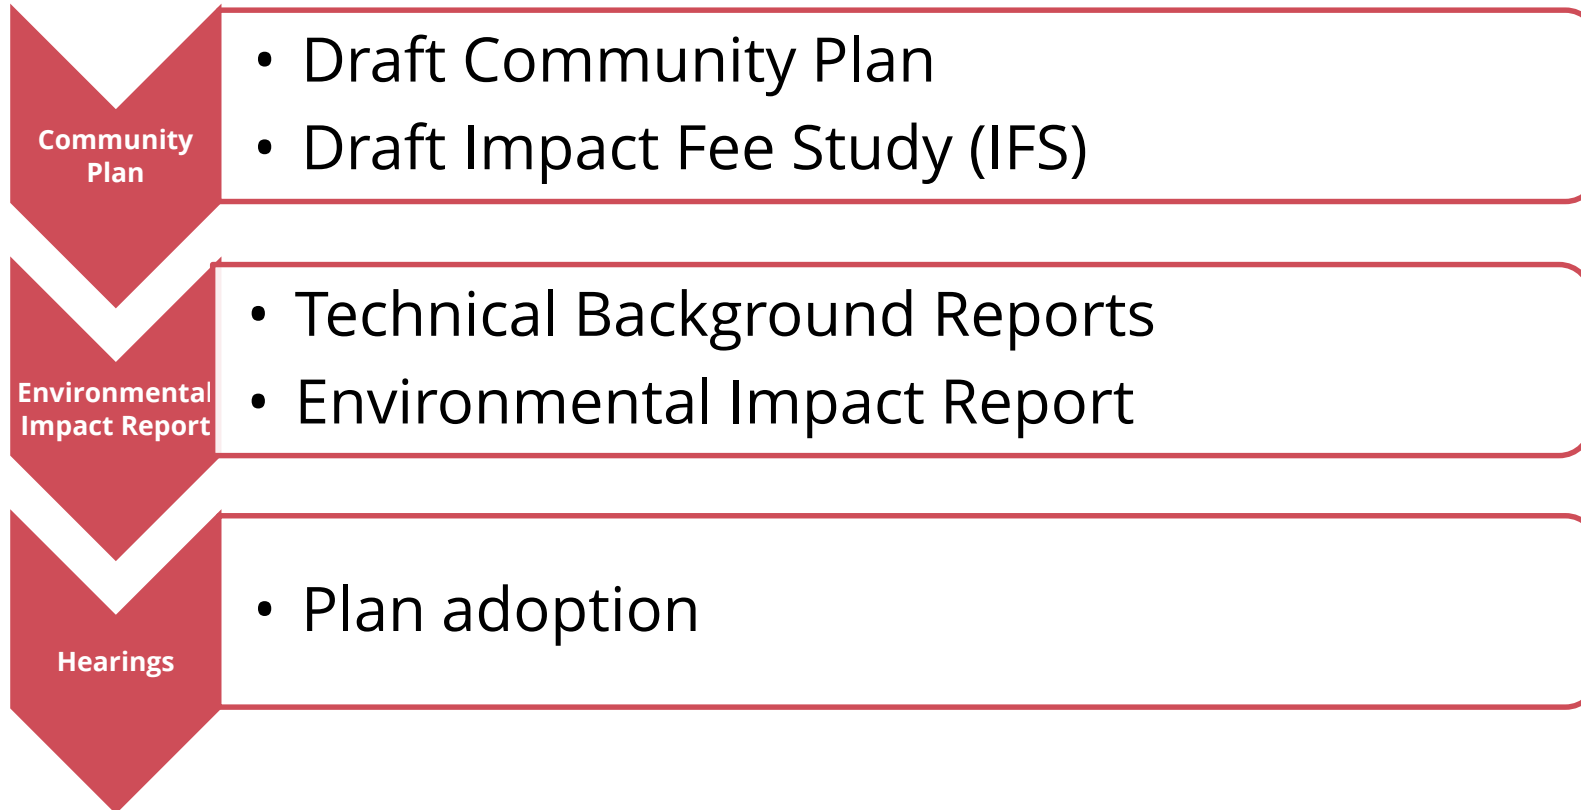 Community
Plan
• Draft Community Plan
• Draft Impact Fee Study (IFS)
Environmental
Impact Report
• Technical Background Reports
• Environmental Impact Report
Hearings
• Plan adoption